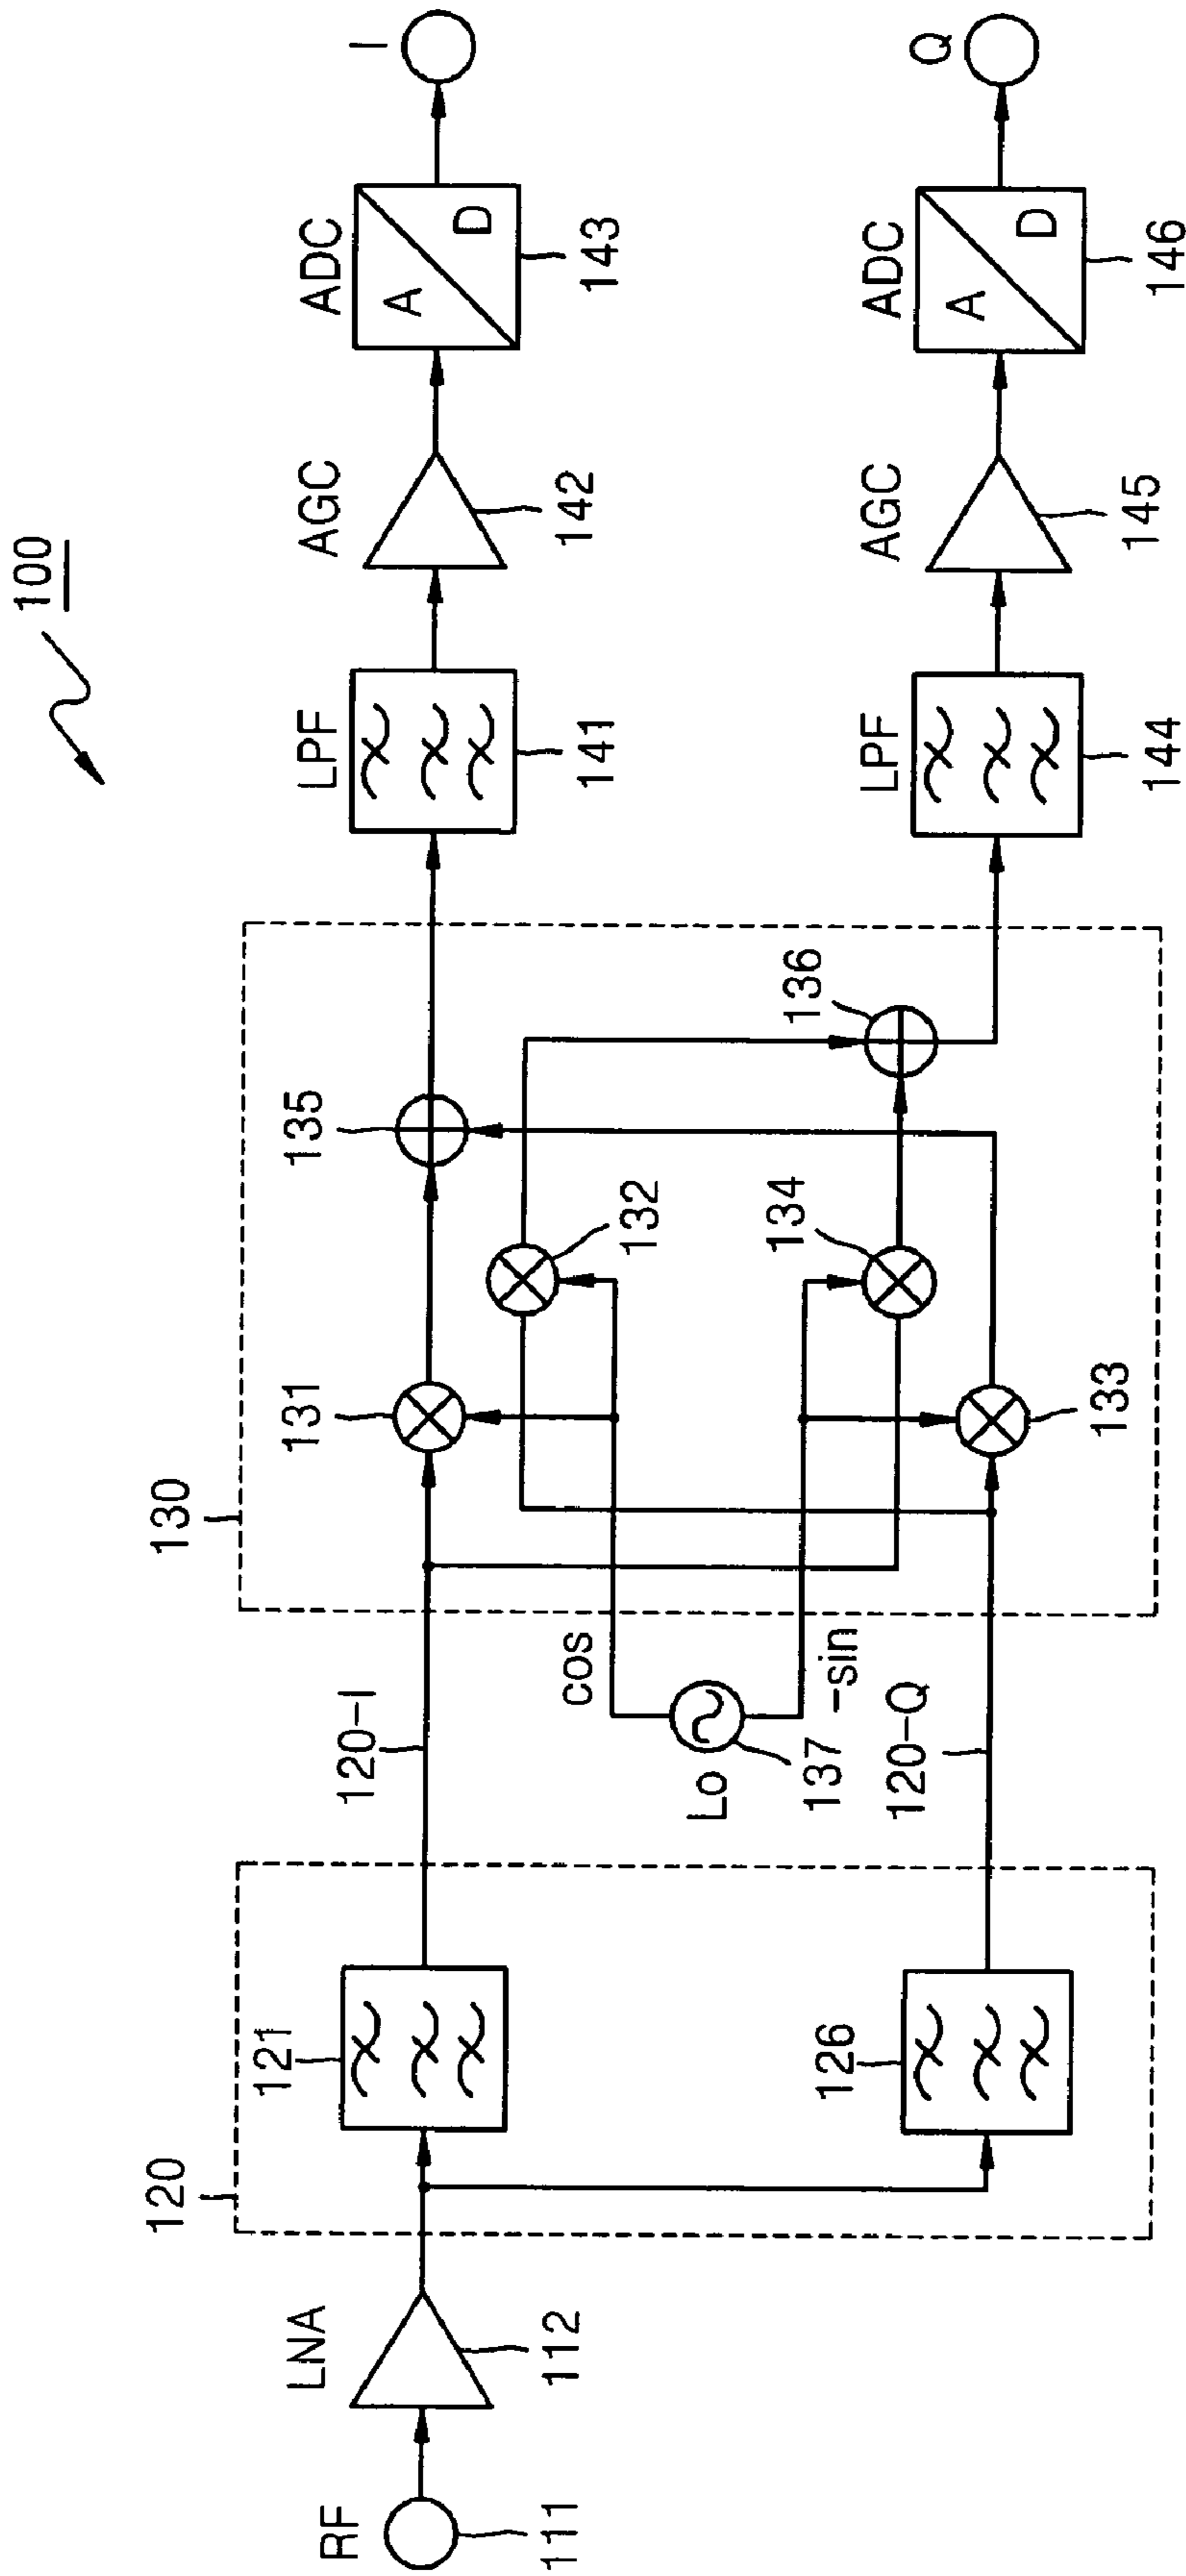 100
RF
111
LNA
112
120
121
126
120-I
120-Q
Lo
137
cos
-sin
130
131
132
133
134
135
136
LPF
141
AGC
142
ADC
A
D
143
I
LPF
144
AGC
145
ADC
A
D
146
Q